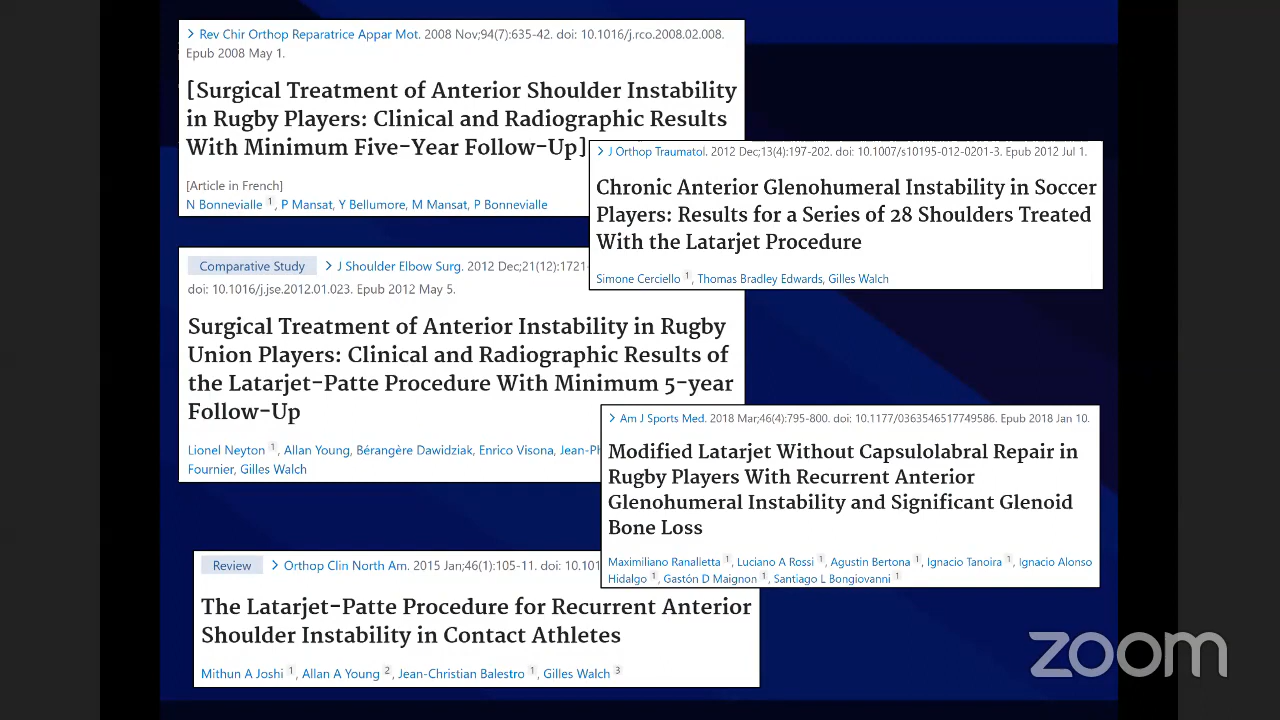 > Rev Chir Orthop Reparatrice Appar Mot. 2008 Nov;94(7):635-42. doi: 10.1016/j.rco.2008.02.008.
Epub 2008 May 1.
[Surgical Treatment of Anterior Shoulder Instability
in Rugby Players: Clinical and Radiographic Results
With Minimum Five-Year Follow-Up]
[Article in French]
N Bonnevialle 1, P Mansat, Y Bellumore, M Mansat, P Bonnevialle
> J Orthop Traumatol. 2012 Dec;13(4):197-202. doi: 10.1007/s10195-012-0201-3. Epub 2012 Jul 1.
Chronic Anterior Glenohumeral Instability in Soccer
Players: Results for a Series of 28 Shoulders Treated
With the Latarjet Procedure
Simone Cerciello 1, Thomas Bradley Edwards, Gilles Walch
Comparative Study > J Shoulder Elbow Surg. 2012 Dec;21(12):1721
doi: 10.1016/j.jse.2012.01.023. Epub 2012 May 5.
Surgical Treatment of Anterior Instability in Rugby
Union Players: Clinical and Radiographic Results of
the Latarjet-Patte Procedure With Minimum 5-year
Follow-Up
Lionel Neyton 1, Allan Young, Bérangère Dawidziak, Enrico Visona, Jean-Ph
Fournier, Gilles Walch
> Am J Sports Med. 2018 Mar;46(4):795-800. doi: 10.1177/0363546517749586. Epub 2018 Jan 10.
Modified Latarjet Without Capsulolabral Repair in
Rugby Players With Recurrent Anterior
Glenohumeral Instability and Significant Glenoid
Bone Loss
Maximiliano Ranalletta 1, Luciano A Rossi 1, Agustin Bertona 1, Ignacio Tanoira 1, Ignacio Alonso
Hidalgo 1, Gastón D Maignon 1, Santiago L Bongiovanni 1
Review > Orthop Clin North Am. 2015 Jan;46(1):105-11. doi: 10.101
The Latarjet-Patte Procedure for Recurrent Anterior
Shoulder Instability in Contact Athletes
Mithun A Joshi 1, Allan A Young 2, Jean-Christian Balestro 1, Gilles Walch 3
zoom